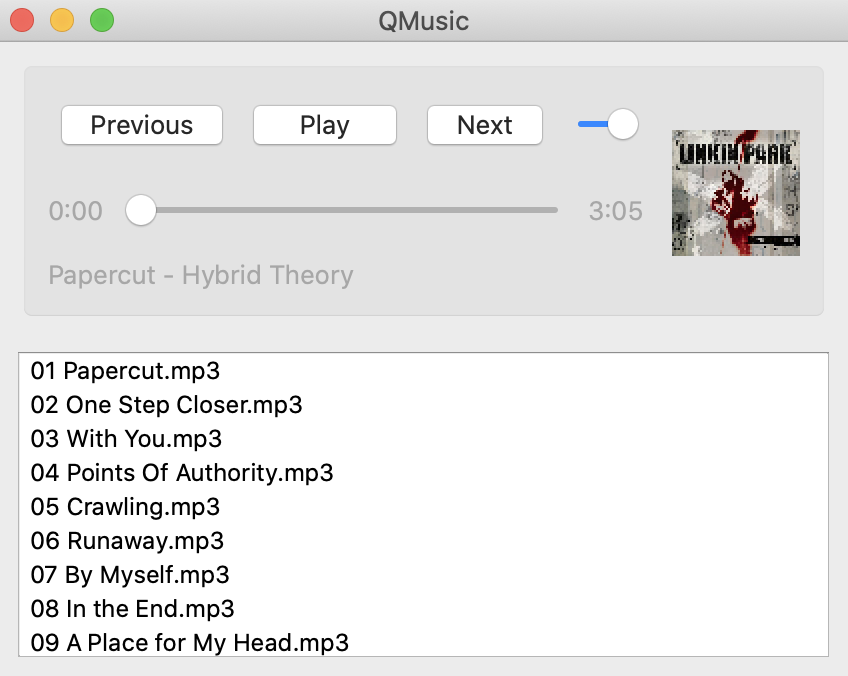 QMusic
Previous Play Next
LINKIN PARK
0:00 3:05
Papercut - Hybrid Theory
01 Papercut.mp3
02 One Step Closer.mp3
03 With You.mp3
04 Points Of Authority.mp3
05 Crawling.mp3
06 Runaway.mp3
07 By Myself.mp3
08 In the End.mp3
09 A Place for My Head.mp3